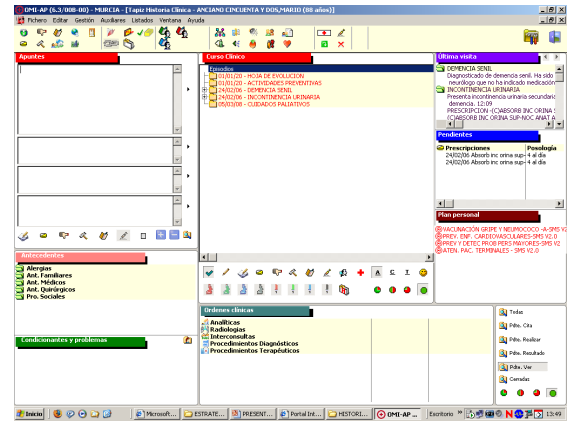 OMI-AP (6.3/008-00) - MURCIA - [Tapiz Historia Clínica - ANCIANO CINCUENTA Y DOS,MARIO (88 años)]
Fichero Editar Gestión Auxiliares Listados Ventana Ayuda
Apuntes
Curso Clínico
Episodios
01/01/20 - HOJA DE EVOLUCION
01/01/20 - ACTIVIDADES PREVENTIVAS
24/02/06 - DEMENCIA SENIL
24/02/06 - INCONTINENCIA URINARIA
05/03/08 - CUIDADOS PALIATIVOS
Última visita
DEMENCIA SENIL
Diagnosticado de demencia senil. Ha sido
neurólogo que no ha indicado medicación
INCONTINENCIA URINARIA
Presenta incontinencia urinaria secundaria
demencia. 12:09
PRESCRIPCION -(C)ABSORB INC ORINA S
(C)ABSORB INC ORINA SUP-NOC ANAT A
Pendientes
Prescripciones Posología
24/02/06 Absorb inc orina sup- 4 al día
24/02/06 Absorb inc orina sup- 4 al día
Plan personal
VACUNACIÓN GRIPE Y NEUMOCOCO -A-SMS V2
PREV. ENF. CARDIOVASCULARES-SMS V2.0
PREV Y DETEC PROB.PERS MAYORES-SMS V2
ATEN. PAC. TERMINALES - SMS V2.0
Antecedentes
Alergias
Ant. Familiares
Ant. Médicos
Ant. Quirúrgicos
Pro. Sociales
A C I
Condicionantes y problemas
Ordenes clínicas
Analíticas
Radiologías
Interconsultas
Procedimientos Diagnósticos
Procedimientos Terapéuticos
Todas
Pdte. Cita
Pdte. Realizar
Pdte. Resultado
Pdte. Ver
Cerradas
Inicio
Microsoft...
ESTRATE...
PRESENT...
Portal Int...
HISTORI...
OMI-AP ...
Escritorio
13:49